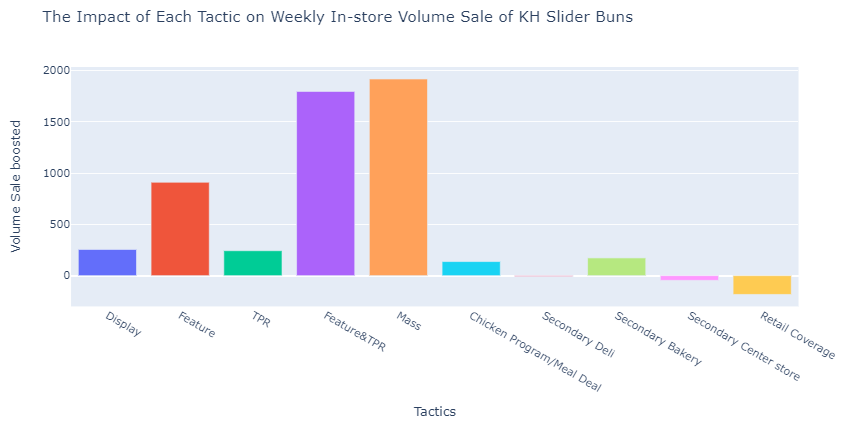 The Impact of Each Tactic on Weekly In-store Volume Sale of KH Slider Buns
Volume Sale boosted
2000
1500
1000
500
0
Display
Feature
TPR
Feature&TPR
Mass
Chicken Program/Meal Deal
Secondary Deli
Secondary Bakery
Secondary Center store
Retail Coverage
Tactics